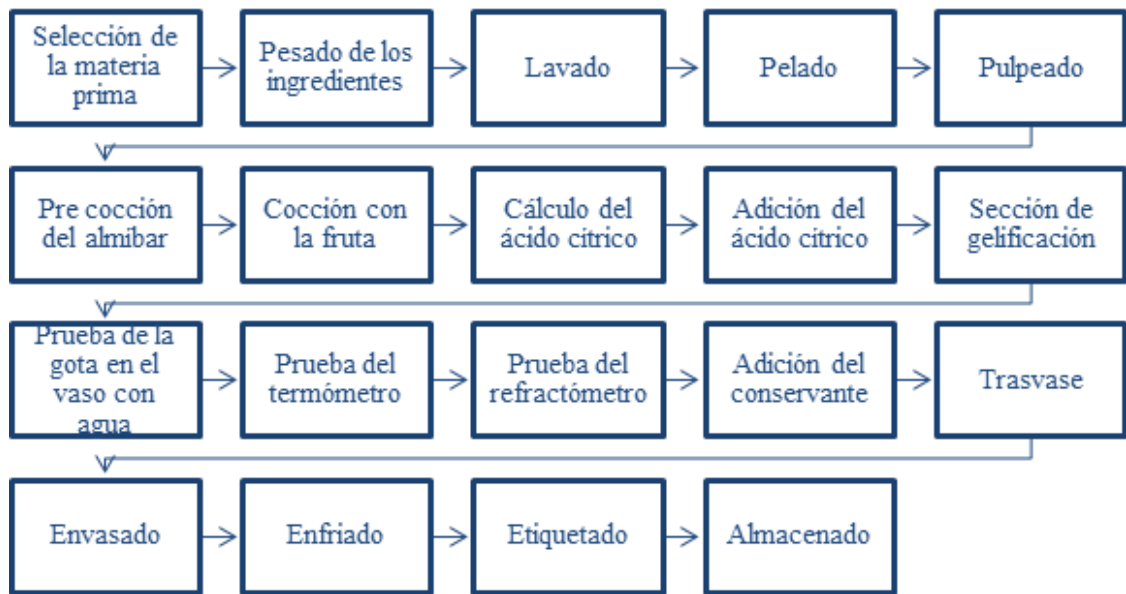 Selección de
la materia
prima
Pesado de los
ingredientes
Lavado
Pelado
Pulpeado
Pre cocción
del almíbar
Cocción con
la fruta
Cálculo del
ácido cítrico
Adición del
ácido cítrico
Sección de
gelificación
Prueba de la
gota en el
vaso con
agua
Prueba del
termómetro
Prueba del
refractómetro
Adición del
conservante
Trasvase
Envasado
Enfriado
Etiquetado
Almacenado